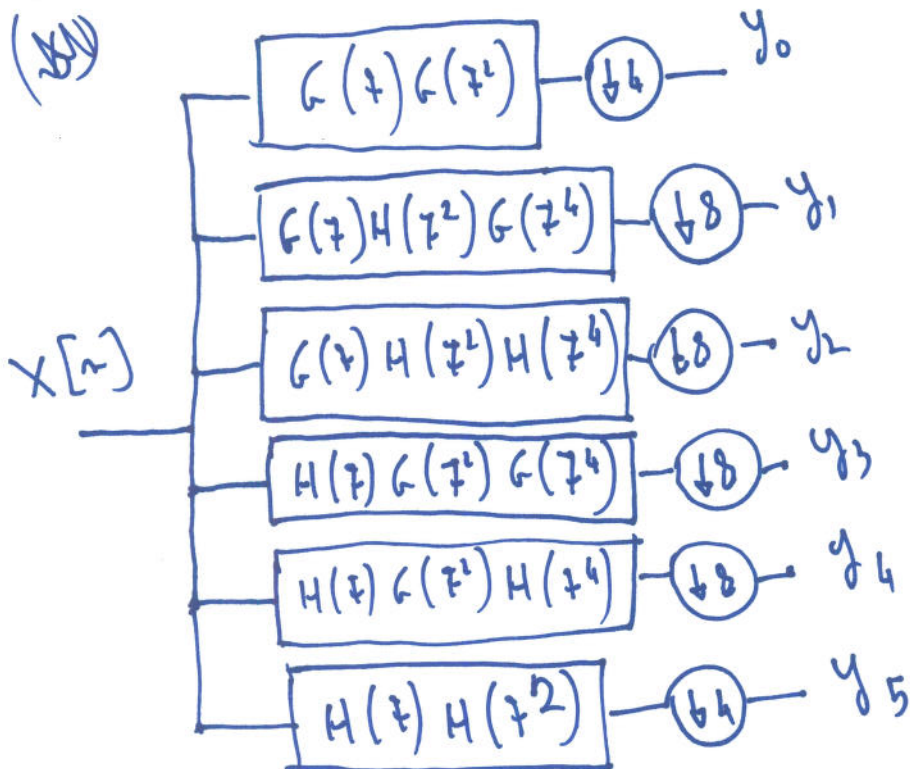 G(z)G(z²) ↓4 y₀
G(z)H(z²)G(z⁴) ↓8 y₁
G(z)H(z²)H(z⁴) ↓8 y₂
x[n]
H(z)G(z²)G(z⁴) ↓8 y₃
H(z)G(z²)H(z⁴) ↓8 y₄
H(z)H(z²) ↓4 y₅